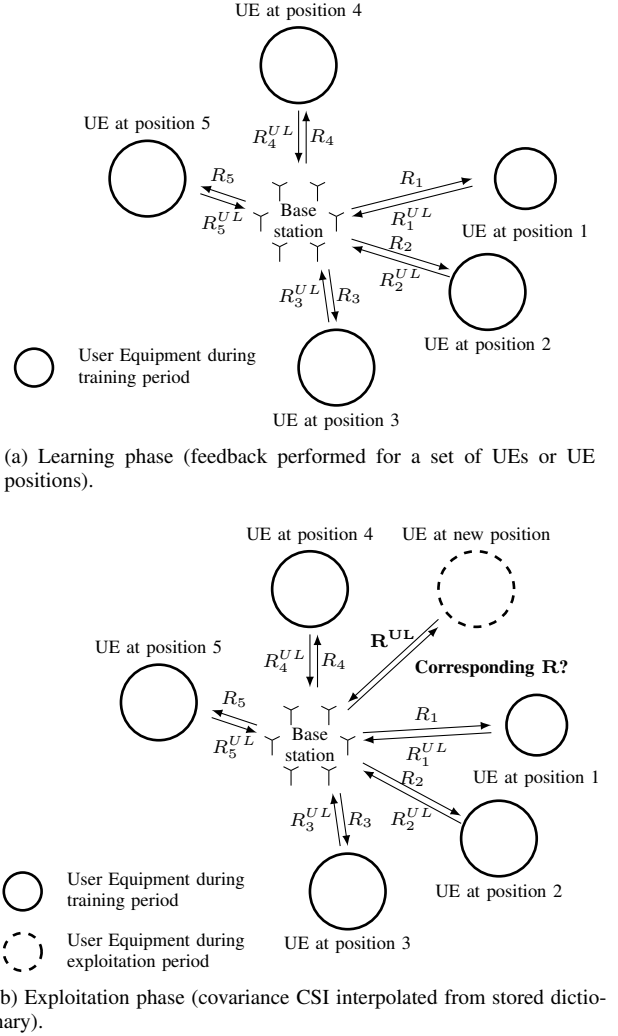 UE at position 4
UE at position 5
R_4^{UL} R_4
R_5
R_1
R_5^{UL}
Base
station
R_1^{UL}
UE at position 1
R_2
R_2^{UL}
R_3^{UL} R_3
UE at position 2
User Equipment during
training period
UE at position 3
(a) Learning phase (feedback performed for a set of UEs or UE
positions).
UE at position 4
UE at new position
R^{UL}
UE at position 5
R_4^{UL} R_4
Corresponding R?
R_5
R_1
R_5^{UL}
Base
station
R_1^{UL}
UE at position 1
R_2
R_2^{UL}
R_3^{UL} R_3
UE at position 2
User Equipment during
training period
UE at position 3
User Equipment during
exploitation period
b) Exploitation phase (covariance CSI interpolated from stored dictio-
nary).